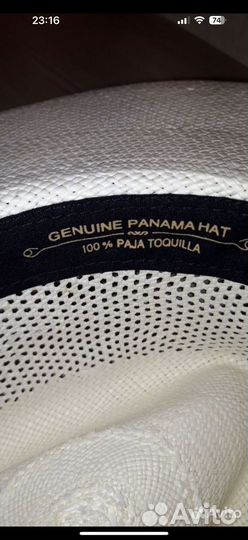 23:16
74
GENUINE PANAMA HAT
100% PAJA TOQUILLA
Avito